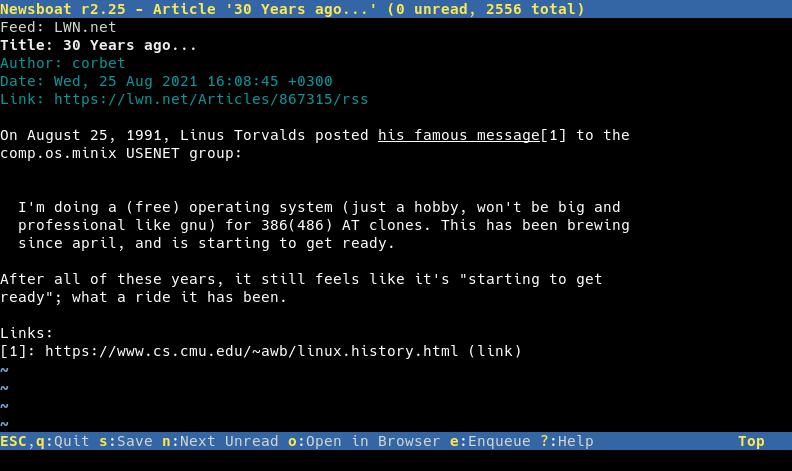 Newsboat r2.25 - Article '30 Years ago...' (0 unread, 2556 total)
Feed: LWN.net
Title: 30 Years ago...
Author: corbet
Date: Wed, 25 Aug 2021 16:08:45 +0300
Link: https://lwn.net/Articles/867315/rss
On August 25, 1991, Linus Torvalds posted his famous message[1] to the
comp.os.minix USENET group:
I'm doing a (free) operating system (just a hobby, won't be big and
professional like gnu) for 386(486) AT clones. This has been brewing
since april, and is starting to get ready.
After all of these years, it still feels like it's "starting to get
ready"; what a ride it has been.
Links:
[1]: https://www.cs.cmu.edu/~awb/linux.history.html (link)
~
~
~
~
ESC,q:Quit s:Save n:Next Unread o:Open in Browser e:Enqueue ?:Help Top